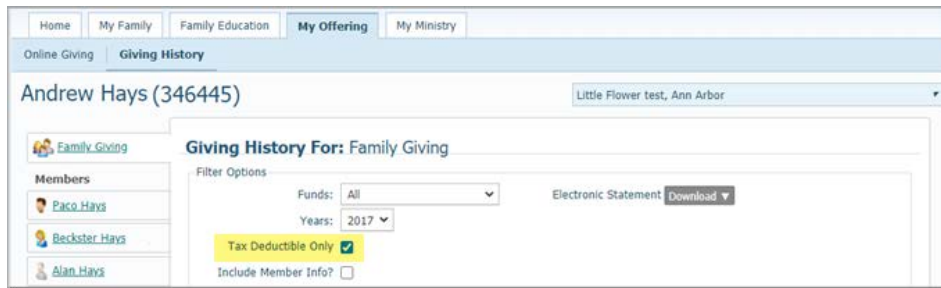 Home My Family Family Education My Offering My Ministry
Online Giving Giving History
Andrew Hays (346445) Little Flower test, Ann Arbor
Family Giving
Giving History For: Family Giving
Members
Paco Hays
Beckster Hays
Alan Hays
Filter Options
Funds: All Electronic Statement Download ▼
Years: 2017
Tax Deductible Only
Include Member Info?